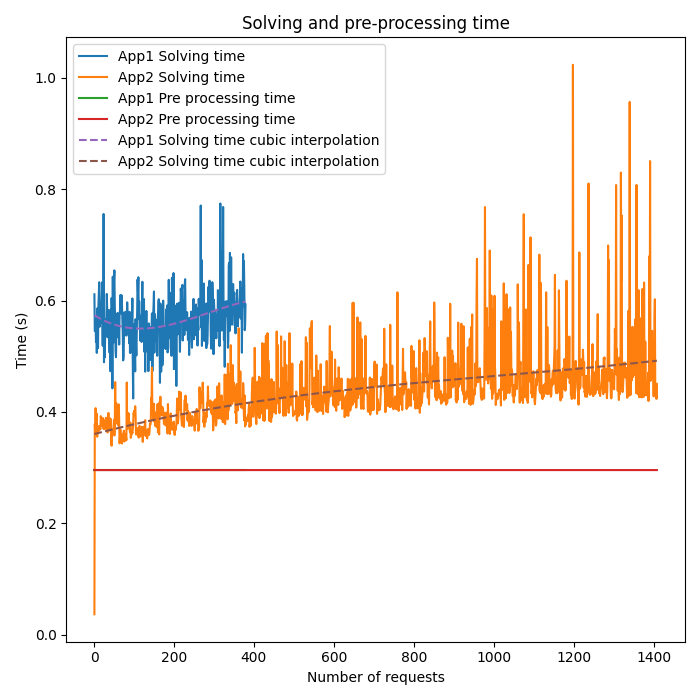 Solving and pre-processing time
App1 Solving time
App2 Solving time
App1 Pre processing time
App2 Pre processing time
App1 Solving time cubic interpolation
App2 Solving time cubic interpolation
1.0
0.8
0.6
0.4
0.2
0.0
Time (s)
0 200 400 600 800 1000 1200 1400
Number of requests